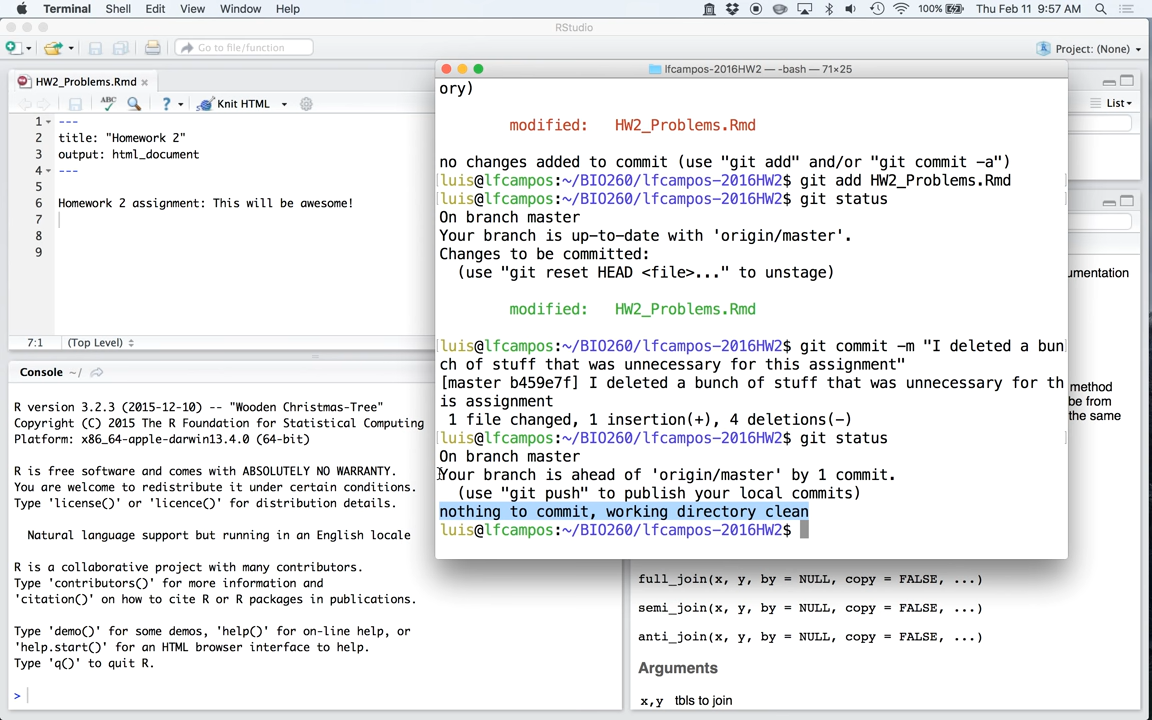 Terminal Shell Edit View Window Help 100% Thu Feb 11 9:57 AM
RStudio
Go to file/function Project: (None)
HW2_Problems.Rmd
ABC ? Knit HTML List
1 ---
2 title: "Homework 2"
3 output: html_document
4 ---
5
6 Homework 2 assignment: This will be awesome!
7
8
9
7:1 (Top Level)
Console ~/
R version 3.2.3 (2015-12-10) -- "Wooden Christmas-Tree"
Copyright (C) 2015 The R Foundation for Statistical Computing
Platform: x86_64-apple-darwin13.4.0 (64-bit)
R is free software and comes with ABSOLUTELY NO WARRANTY.
You are welcome to redistribute it under certain conditions.
Type 'license()' or 'licence()' for distribution details.
Natural language support but running in an English locale
R is a collaborative project with many contributors.
Type 'contributors()' for more information and
'citation()' on how to cite R or R packages in publications.
Type 'demo()' for some demos, 'help()' for on-line help, or
'help.start()' for an HTML browser interface to help.
Type 'q()' to quit R.
>
lfcampos-2016HW2 — -bash — 71×25
ory)
modified: HW2_Problems.Rmd
no changes added to commit (use "git add" and/or "git commit -a")
luis@lfcampos:~/BIO260/lfcampos-2016HW2$ git add HW2_Problems.Rmd
luis@lfcampos:~/BIO260/lfcampos-2016HW2$ git status
On branch master
Your branch is up-to-date with 'origin/master'.
Changes to be committed:
(use "git reset HEAD <file>..." to unstage)
modified: HW2_Problems.Rmd
luis@lfcampos:~/BIO260/lfcampos-2016HW2$ git commit -m "I deleted a bun
ch of stuff that was unnecessary for this assignment"
[master b459e7f] I deleted a bunch of stuff that was unnecessary for th
is assignment
1 file changed, 1 insertion(+), 4 deletions(-)
luis@lfcampos:~/BIO260/lfcampos-2016HW2$ git status
On branch master
Your branch is ahead of 'origin/master' by 1 commit.
(use "git push" to publish your local commits)
nothing to commit, working directory clean
luis@lfcampos:~/BIO260/lfcampos-2016HW2$
umentation
method
be from
the same
full_join(x, y, by = NULL, copy = FALSE, ...)
semi_join(x, y, by = NULL, copy = FALSE, ...)
anti_join(x, y, by = NULL, copy = FALSE, ...)
Arguments
x,y tbls to join